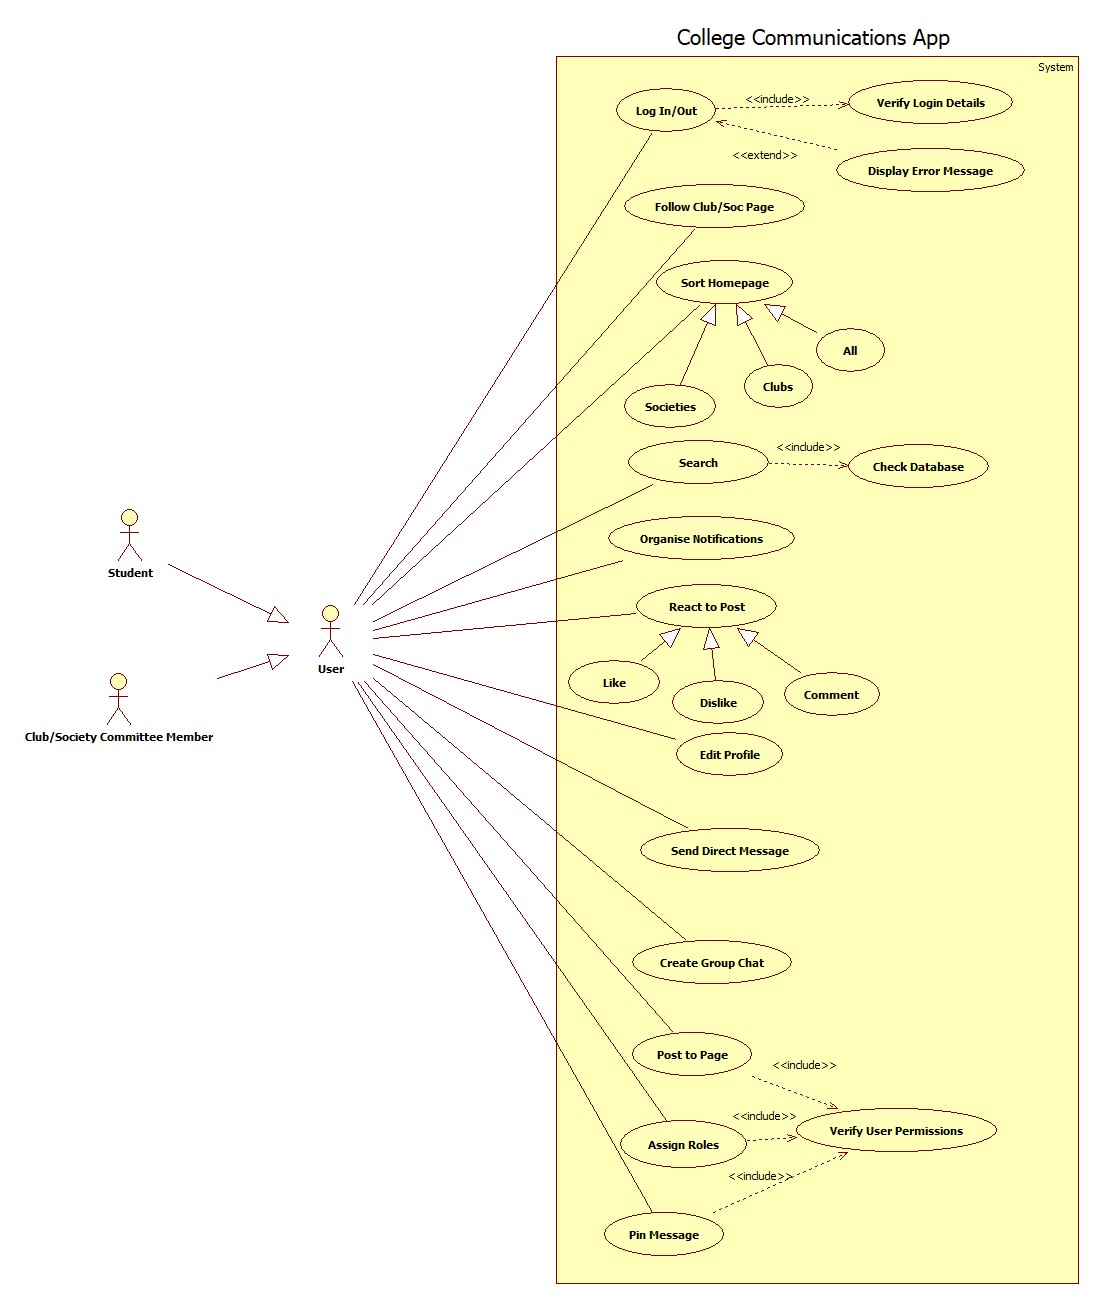 College Communications App
System
Log In/Out
<<include>>
Verify Login Details
<<extend>>
Display Error Message
Follow Club/Soc Page
Sort Homepage
All
Clubs
Societies
Search
<<include>>
Check Database
Organise Notifications
Student
React to Post
User
Like
Dislike
Comment
Club/Society Committee Member
Edit Profile
Send Direct Message
Create Group Chat
Post to Page
<<include>>
<<include>>
Verify User Permissions
Assign Roles
<<include>>
Pin Message